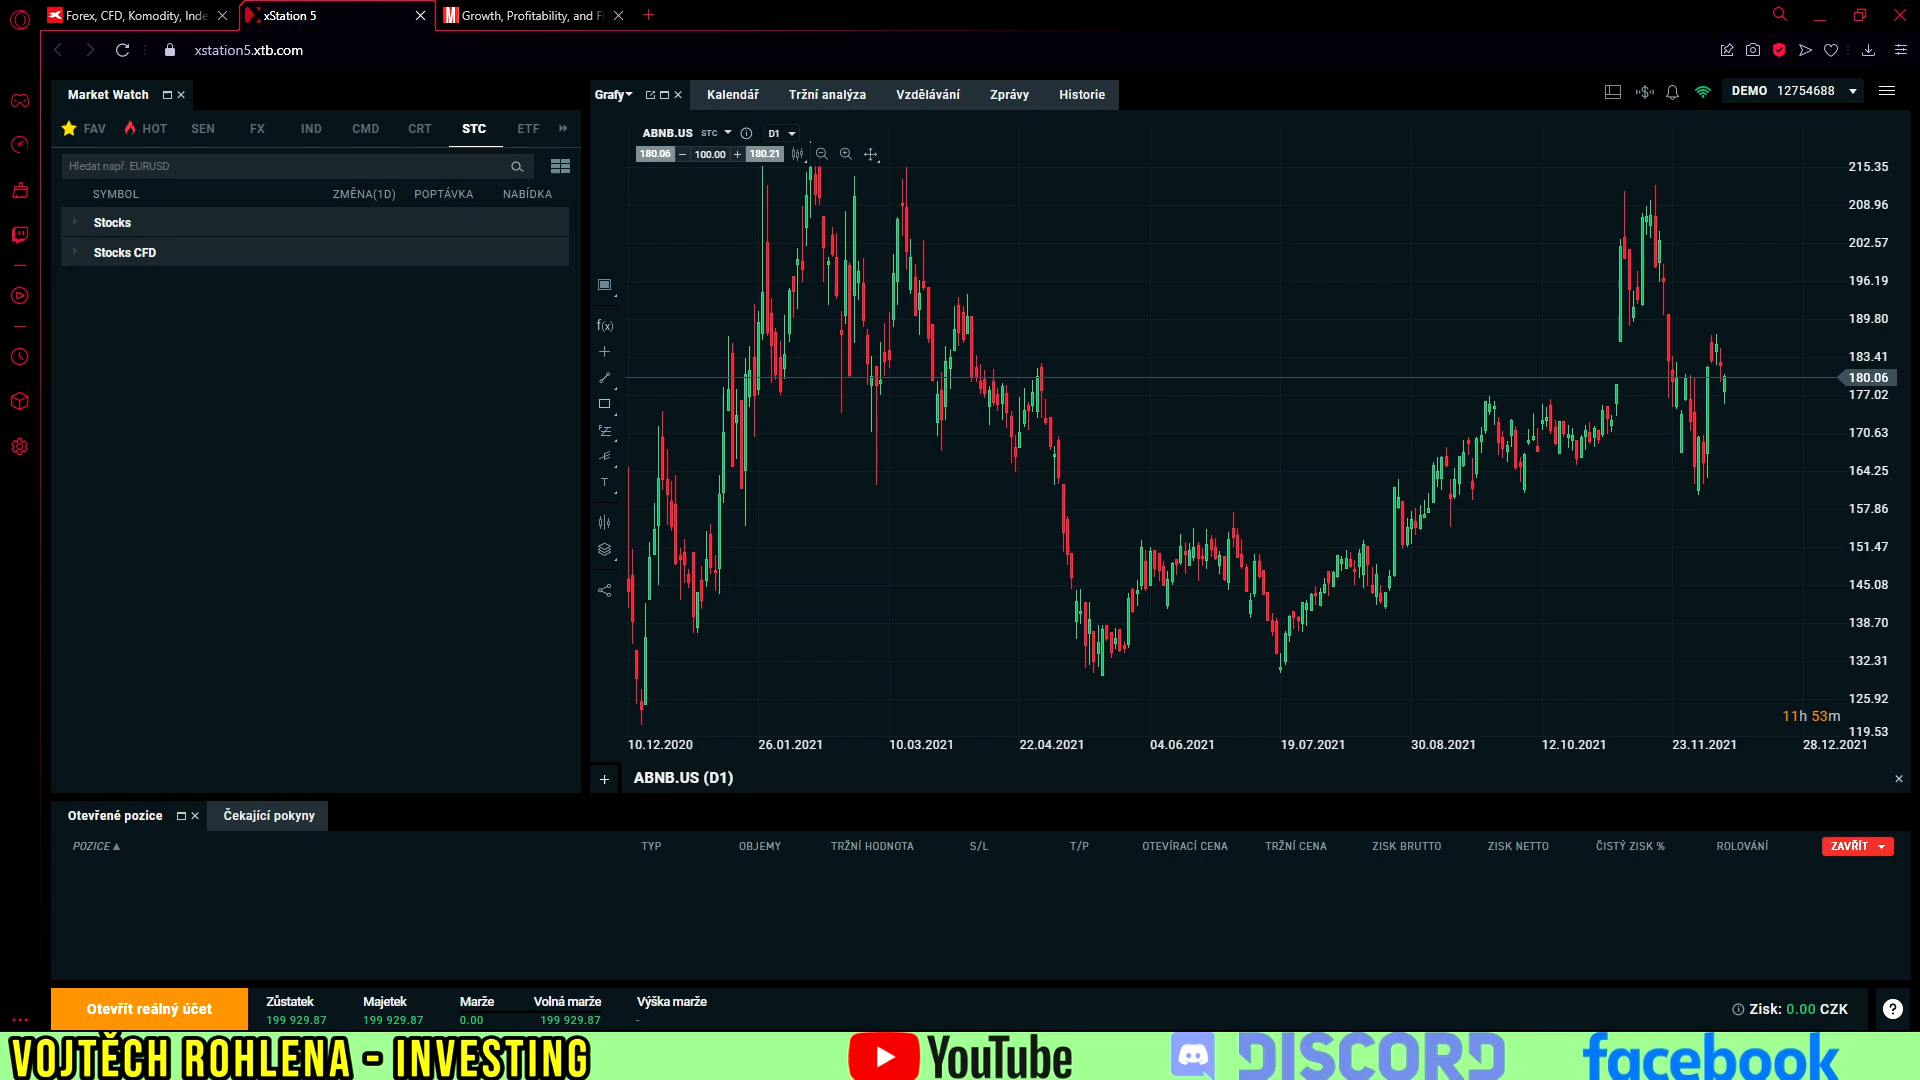 Forex, CFD, Komodity, Inde
xStation 5
Growth, Profitability, and Fi
xstation5.xtb.com
Market Watch
Grafy
Kalendář
Tržní analýza
Vzdělávání
Zprávy
Historie
DEMO 12754688
FAV
HOT
SEN
FX
IND
CMD
CRT
STC
ETF
ABNB.US STC
D1
180.06 − 100.00 + 180.21
Hledat např. EURUSD
SYMBOL
ZMĚNA(1D)
POPTÁVKA
NABÍDKA
Stocks
Stocks CFD
f(x)
T
215.35
208.96
202.57
196.19
189.80
183.41
180.06
177.02
170.63
164.25
157.86
151.47
145.08
138.70
132.31
125.92
119.53
11h 53m
10.12.2020
26.01.2021
10.03.2021
22.04.2021
04.06.2021
19.07.2021
30.08.2021
12.10.2021
23.11.2021
28.12.2021
ABNB.US (D1)
Otevřené pozice
Čekající pokyny
POZICE
TYP
OBJEMY
TRŽNÍ HODNOTA
S/L
T/P
OTEVÍRACÍ CENA
TRŽNÍ CENA
ZISK BRUTTO
ZISK NETTO
ČISTÝ ZISK %
ROLOVÁNÍ
ZAVŘÍT
Otevřít reálný účet
Zůstatek
Majetek
Marže
Volná marže
Výška marže
199 929.87
199 929.87
0.00
199 929.87
-
Zisk: 0.00 CZK
?
VOJTĚCH ROHLENA - INVESTING
YouTube
DISCORD
facebook